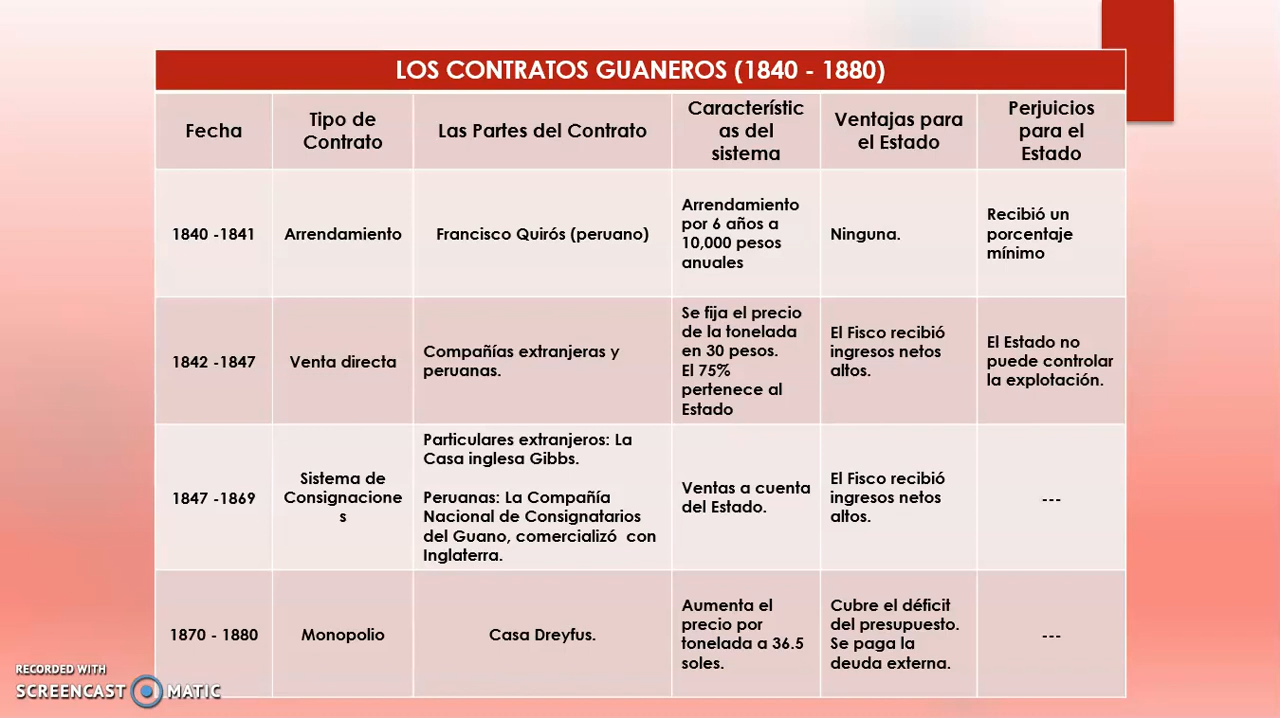 LOS CONTRATOS GUANEROS (1840 - 1880)
Fecha
Tipo de
Contrato
Las Partes del Contrato
Característic
as del
sistema
Ventajas para
el Estado
Perjuicios
para el
Estado
1840 -1841
Arrendamiento
Francisco Quirós (peruano)
Arrendamiento
por 6 años a
10,000 pesos
anuales
Ninguna.
Recibió un
porcentaje
mínimo
1842 -1847
Venta directa
Compañías extranjeras y
peruanas.
Se fija el precio
de la tonelada
en 30 pesos.
El 75%
pertenece al
Estado
El Fisco recibió
ingresos netos
altos.
El Estado no
puede controlar
la explotación.
1847 -1869
Sistema de
Consignacione
s
Particulares extranjeros: La
Casa inglesa Gibbs.
Peruanas: La Compañía
Nacional de Consignatarios
del Guano, comercializó  con
Inglaterra.
Ventas a cuenta
del Estado.
El Fisco recibió
ingresos netos
altos.
---
1870 - 1880
Monopolio
Casa Dreyfus.
Aumenta el
precio por
tonelada a 36.5
soles.
Cubre el déficit
del presupuesto.
Se paga la
deuda externa.
---
RECORDED WITH
SCREENCAST MATIC